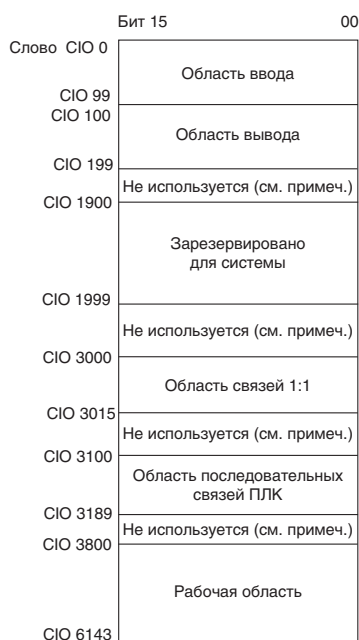 Бит 15 00
Слово CIO 0
Область ввода
CIO 99
CIO 100
Область вывода
CIO 199
Не используется (см. примеч.)
CIO 1900
Зарезервировано
для системы
CIO 1999
Не используется (см. примеч.)
CIO 3000
Область связей 1:1
CIO 3015
Не используется (см. примеч.)
CIO 3100
Область последовательных
связей ПЛК
CIO 3189
Не используется (см. примеч.)
CIO 3800
Рабочая область
CIO 6143